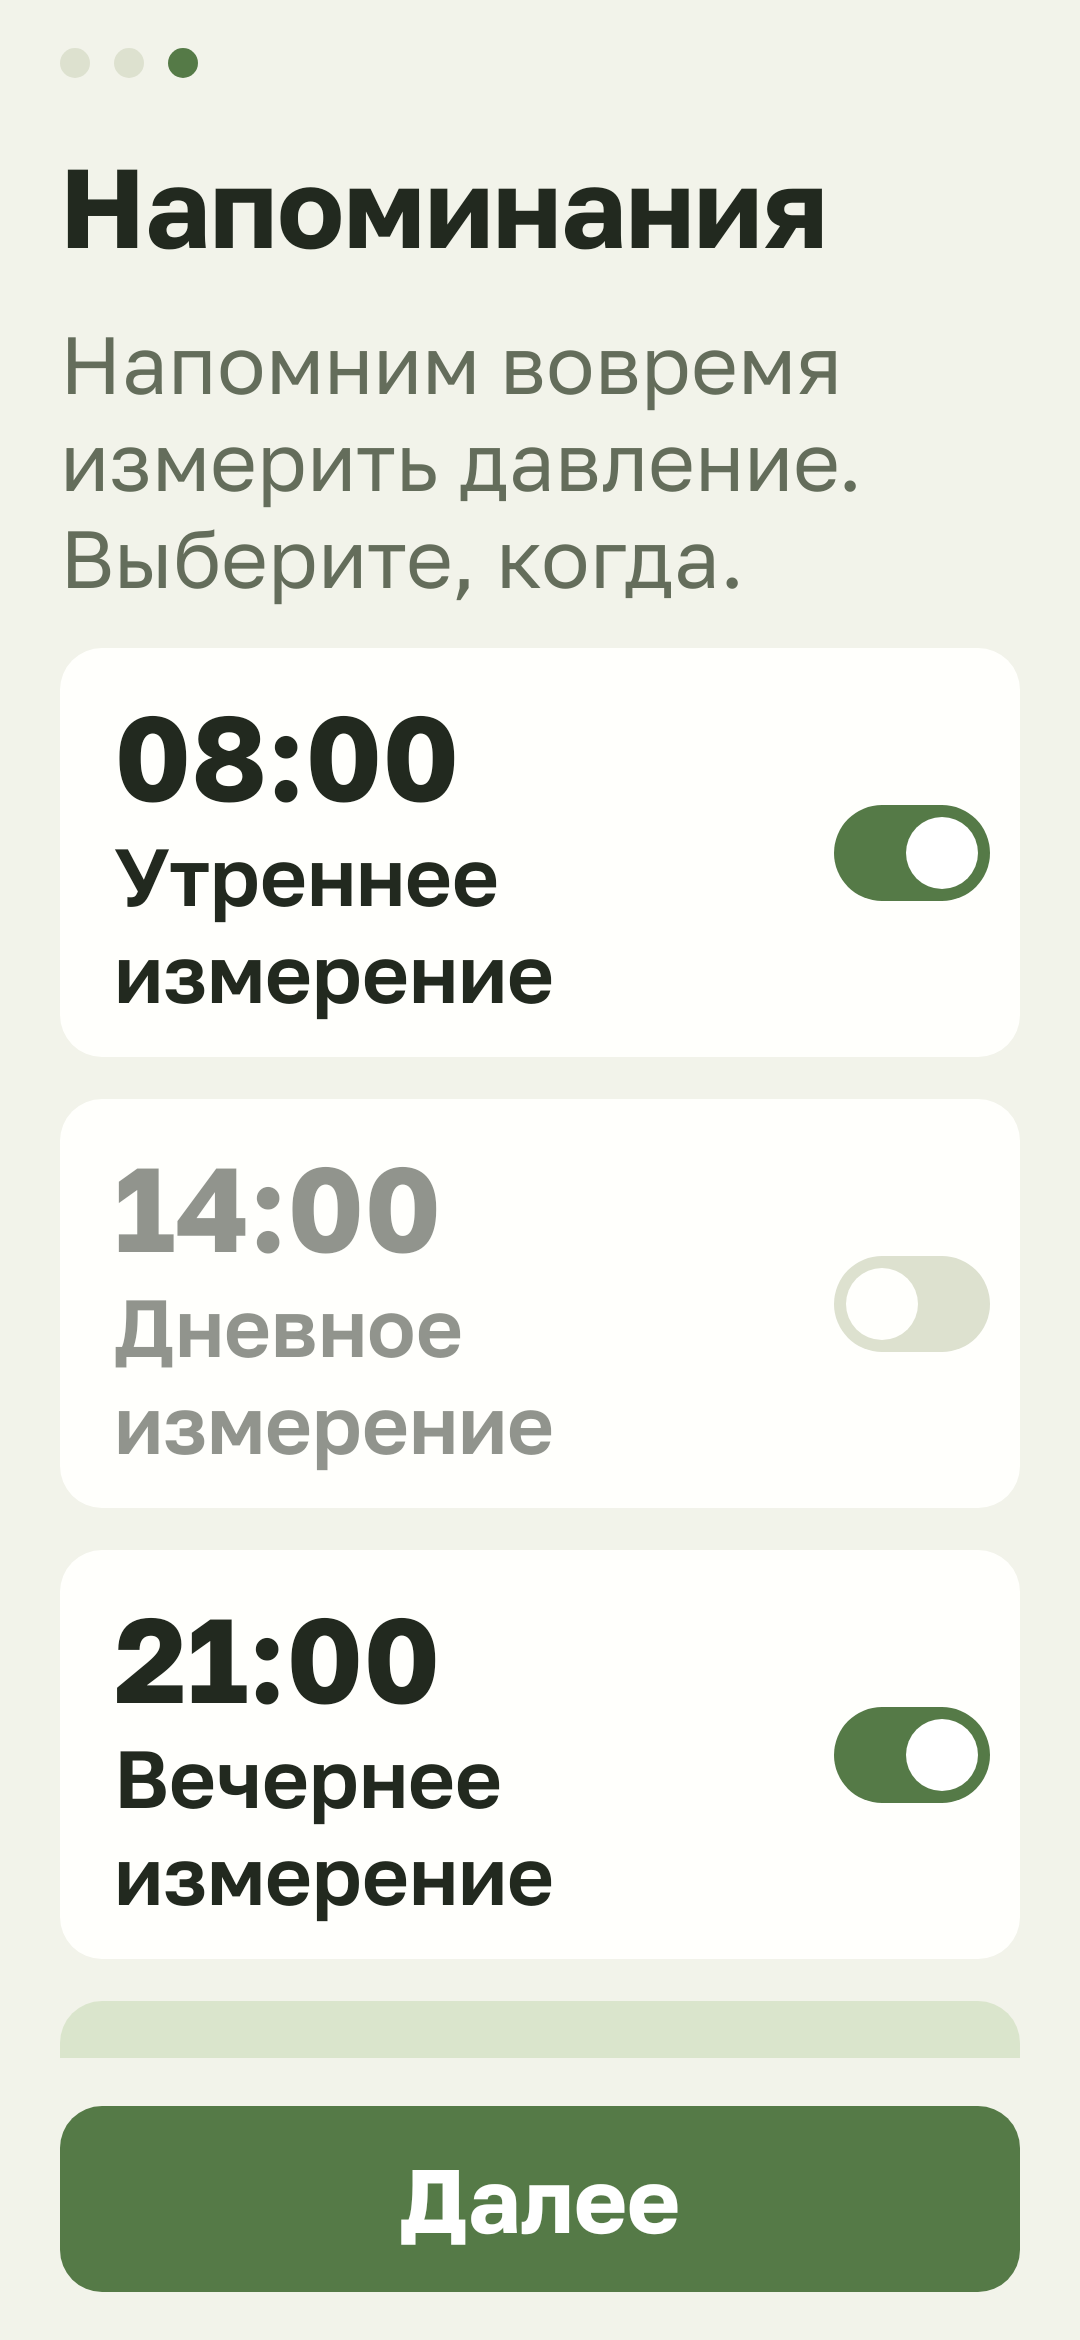 Напоминания
Напомним вовремя
измерить давление.
Выберите, когда.
08:00
Утреннее
измерение
14:00
Дневное
измерение
21:00
Вечернее
измерение
Далее